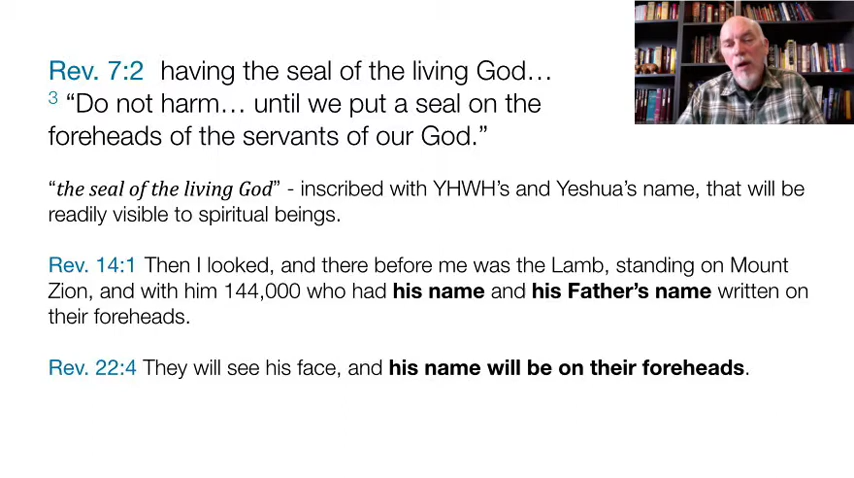 Rev. 7:2 having the seal of the living God…
3 “Do not harm… until we put a seal on the
foreheads of the servants of our God.”
“the seal of the living God” - inscribed with YHWH’s and Yeshua’s name, that will be
readily visible to spiritual beings.
Rev. 14:1 Then I looked, and there before me was the Lamb, standing on Mount
Zion, and with him 144,000 who had his name and his Father’s name written on
their foreheads.
Rev. 22:4 They will see his face, and his name will be on their foreheads.